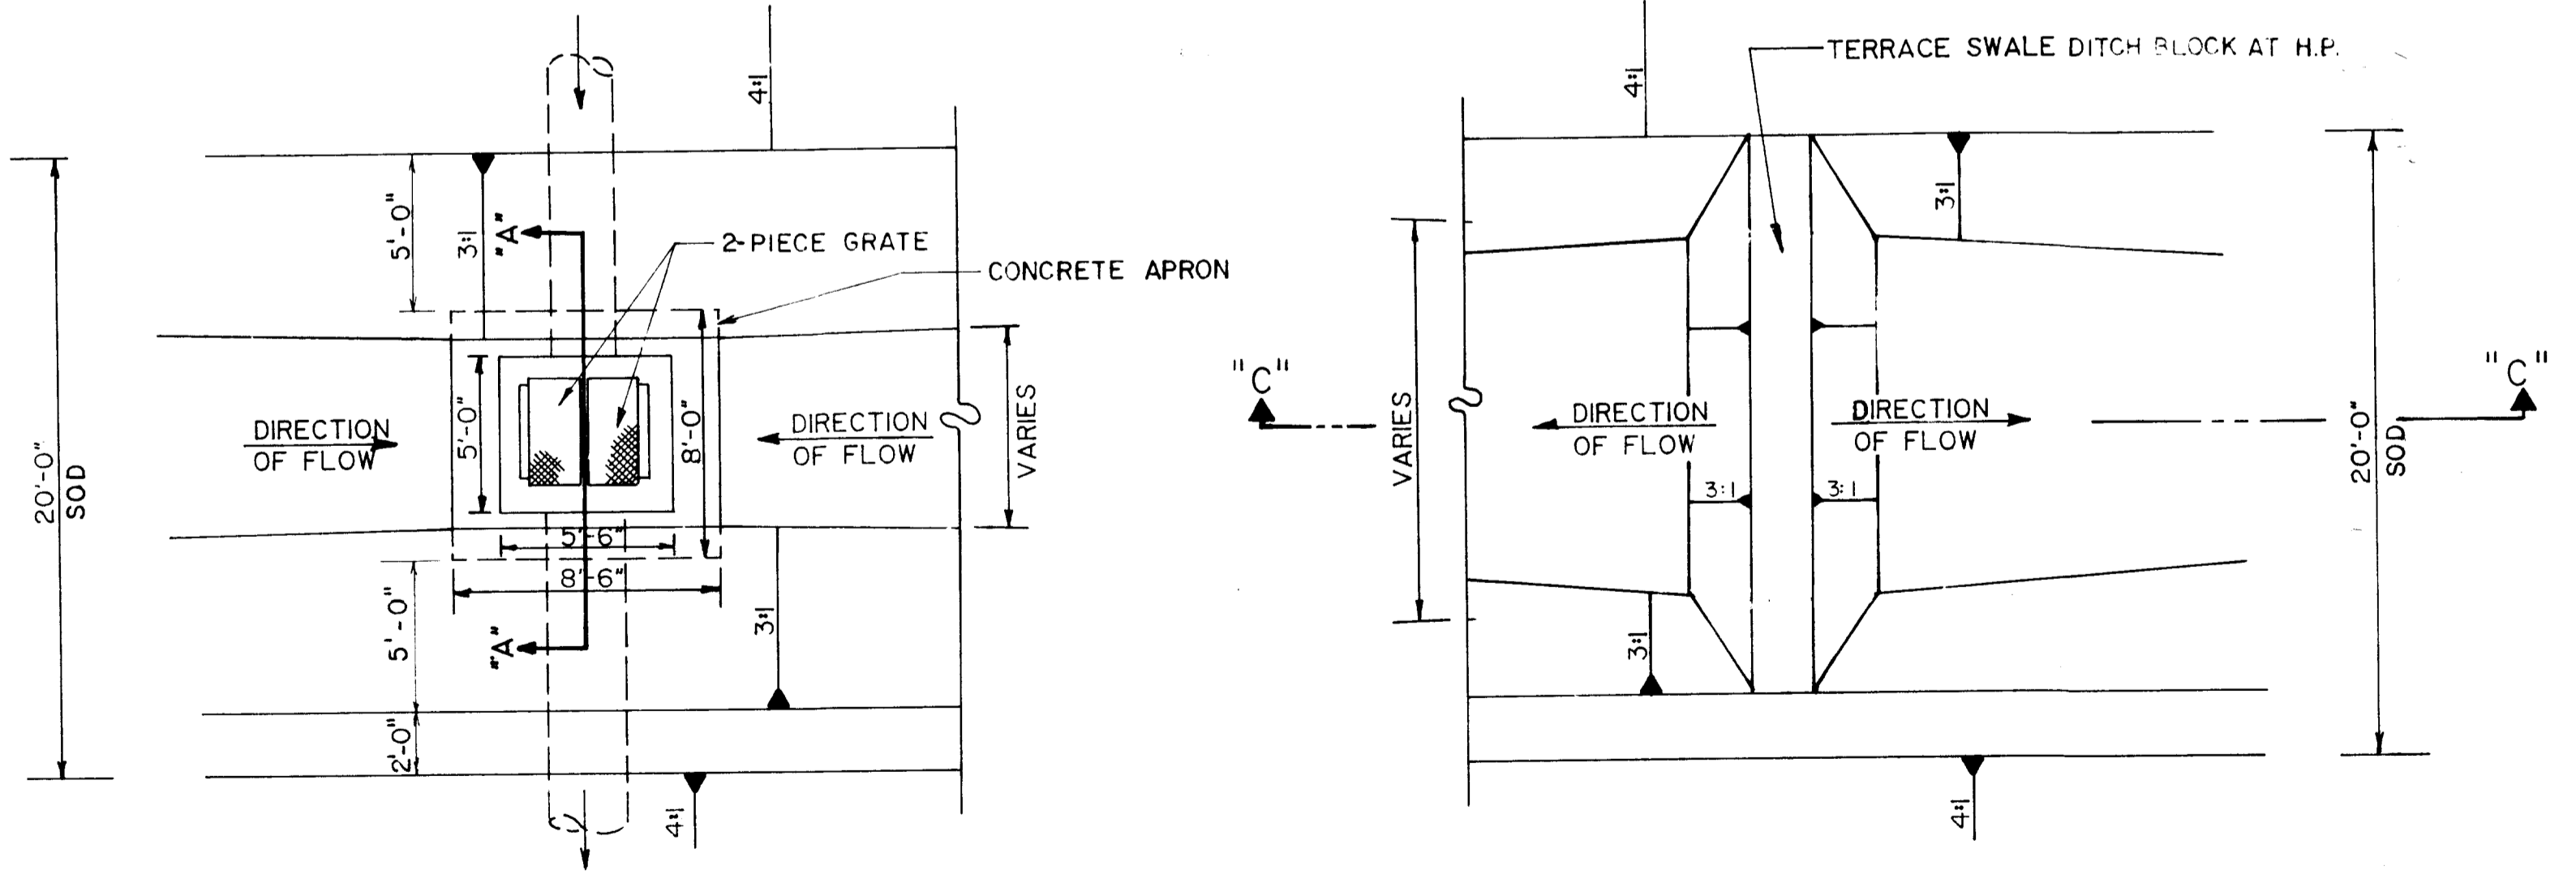 4:1
5'-0"
3:1
"A"
2-PIECE GRATE
CONCRETE APRON
20'-0"
SOD
DIRECTION
OF FLOW
5'-0"
8'-0"
DIRECTION
OF FLOW
VARIES
5'-6"
8'-6"
5'-0"
"A"
3:1
2'-0"
4:1
4:1
TERRACE SWALE DITCH BLOCK AT H.P.
3:1
"C"
VARIES
DIRECTION
OF FLOW
DIRECTION
OF FLOW
20'-0"
SOD
"C"
3:1
3:1
3:1
4:1